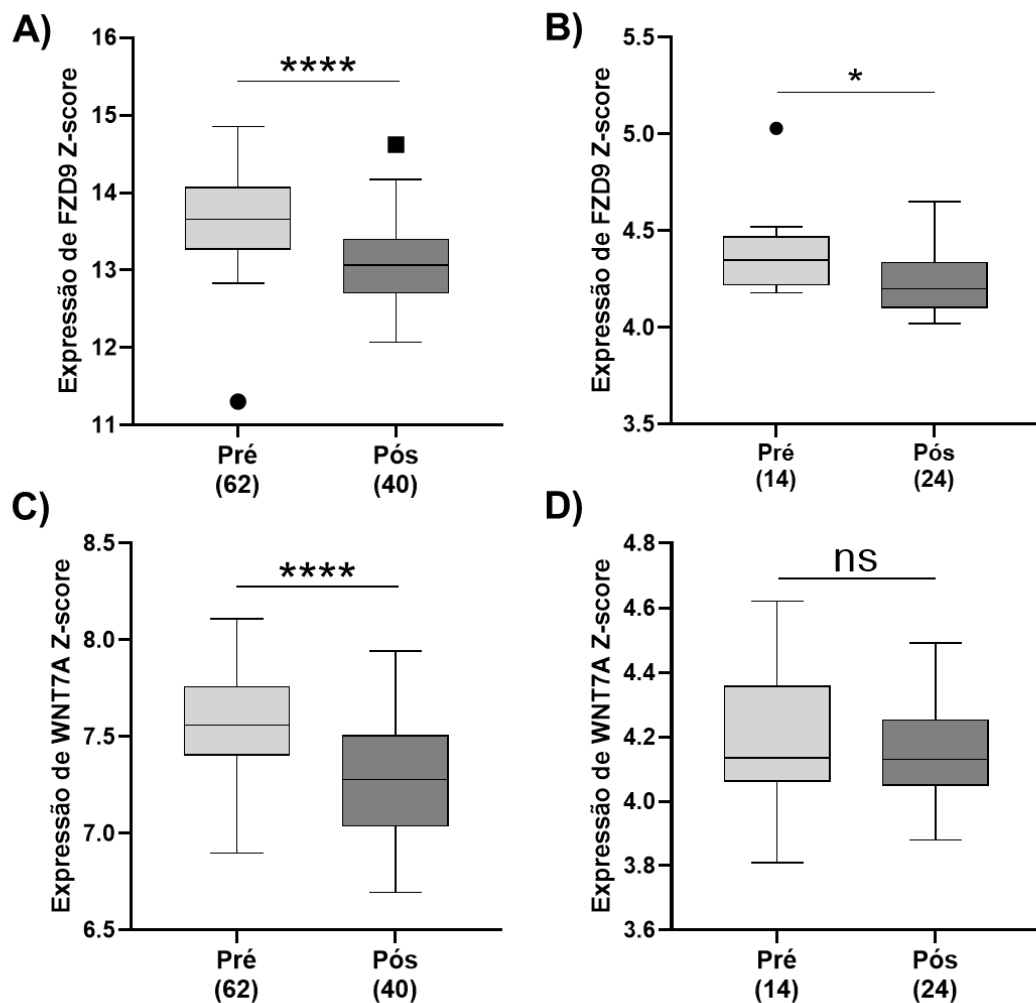 A)
Expressão de FZD9 Z-score
16
15
14
13
12
11
****
Pré
(62)
Pós
(40)
B)
Expressão de FZD9 Z-score
5.5
5.0
4.5
4.0
3.5
*
Pré
(14)
Pós
(24)
C)
Expressão de WNT7A Z-score
8.5
8.0
7.5
7.0
6.5
****
Pré
(62)
Pós
(40)
D)
Expressão de WNT7A Z-score
4.8
4.6
4.4
4.2
4.0
3.8
3.6
ns
Pré
(14)
Pós
(24)